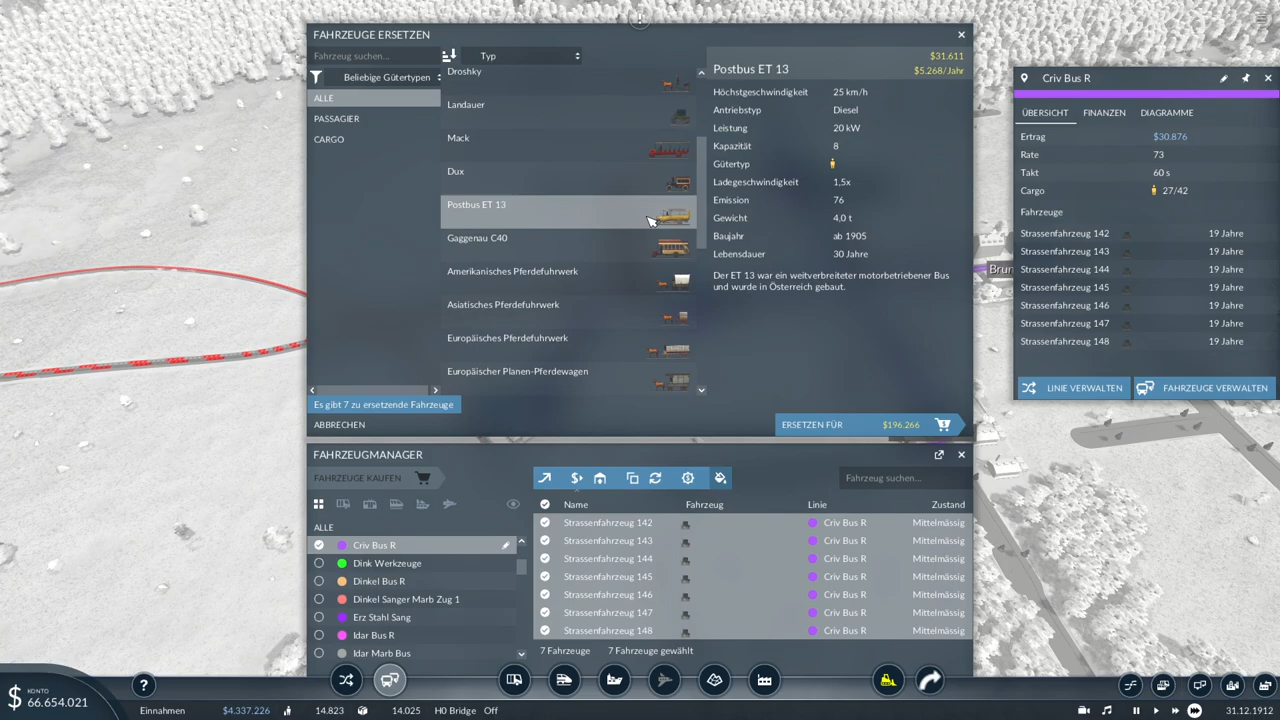 FAHRZEUGE ERSETZEN
Fahrzeug suchen...
Typ
Beliebige Gütertypen
ALLE
PASSAGIER
CARGO
Droshky
Landauer
Mack
Dux
Postbus ET 13
Gaggenau C40
Amerikanisches Pferdefuhrwerk
Asiatisches Pferdefuhrwerk
Europäisches Pferdefuhrwerk
Europäischer Planen-Pferdewagen
$31.611
Postbus ET 13
$5.268/Jahr
Höchstgeschwindigkeit 25 km/h
Antriebstyp Diesel
Leistung 20 kW
Kapazität 8
Gütertyp
Ladegeschwindigkeit 1,5x
Emission 76
Gewicht 4,0 t
Baujahr ab 1905
Lebensdauer 30 Jahre
Der ET 13 war ein weitverbreiteter motorbetriebener Bus
und wurde in Österreich gebaut.
Es gibt 7 zu ersetzende Fahrzeuge
ABBRECHEN
ERSETZEN FÜR $196.266
Criv Bus R
ÜBERSICHT FINANZEN DIAGRAMME
Ertrag $30.876
Rate 73
Takt 60 s
Cargo 27/42
Fahrzeuge
Strassenfahrzeug 142 19 Jahre
Strassenfahrzeug 143 19 Jahre
Strassenfahrzeug 144 19 Jahre
Strassenfahrzeug 145 19 Jahre
Strassenfahrzeug 146 19 Jahre
Strassenfahrzeug 147 19 Jahre
Strassenfahrzeug 148 19 Jahre
LINIE VERWALTEN FAHRZEUGE VERWALTEN
FAHRZEUGMANAGER
FAHRZEUGE KAUFEN
Fahrzeug suchen...
ALLE
Criv Bus R
Dink Werkzeuge
Dinkel Bus R
Dinkel Sanger Marb Zug 1
Erz Stahl Sang
Idar Bus R
Idar Marb Bus
Name Fahrzeug Linie Zustand
Strassenfahrzeug 142 Criv Bus R Mittelmässig
Strassenfahrzeug 143 Criv Bus R Mittelmässig
Strassenfahrzeug 144 Criv Bus R Mittelmässig
Strassenfahrzeug 145 Criv Bus R Mittelmässig
Strassenfahrzeug 146 Criv Bus R Mittelmässig
Strassenfahrzeug 147 Criv Bus R Mittelmässig
Strassenfahrzeug 148 Criv Bus R Mittelmässig
7 Fahrzeuge 7 Fahrzeuge gewählt
KONTO
$ 66.654.021
Einnahmen $4.337.226 14.823 14.025 H0 Bridge Off 31.12.1912